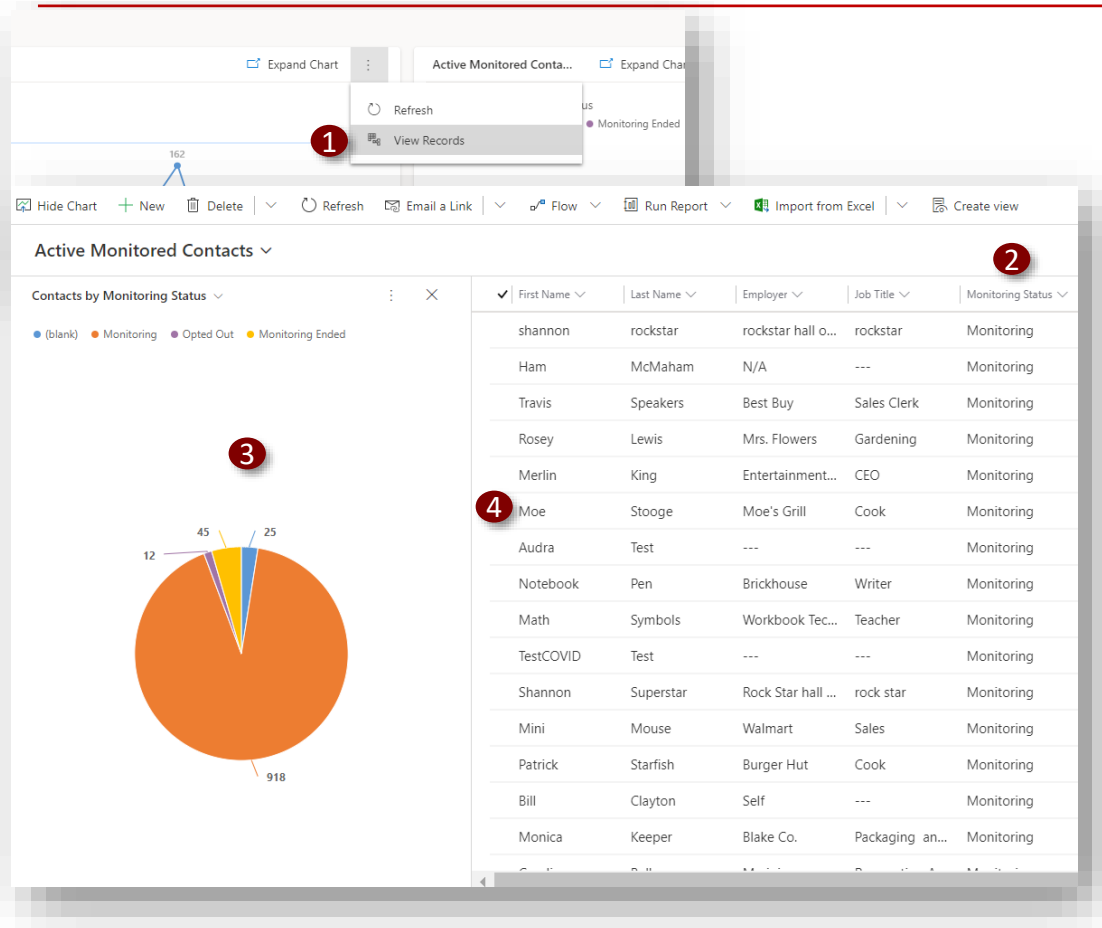 Expand Chart
Active Monitored Conta... Expand Char
Refresh
us
Monitoring Ended
1 View Records
162
Hide Chart New Delete Refresh Email a Link Flow Run Report Import from Excel Create view
Active Monitored Contacts
2
Contacts by Monitoring Status
First Name Last Name Employer Job Title Monitoring Status
(blank) Monitoring Opted Out Monitoring Ended
shannon rockstar rockstar hall o... rockstar Monitoring
Ham McMaham N/A --- Monitoring
Travis Speakers Best Buy Sales Clerk Monitoring
Rosey Lewis Mrs. Flowers Gardening Monitoring
3
Merlin King Entertainment... CEO Monitoring
4 Moe Stooge Moe's Grill Cook Monitoring
45 25
12
Audra Test --- --- Monitoring
Notebook Pen Brickhouse Writer Monitoring
Math Symbols Workbook Tec... Teacher Monitoring
TestCOVID Test --- --- Monitoring
Shannon Superstar Rock Star hall ... rock star Monitoring
Mini Mouse Walmart Sales Monitoring
Patrick Starfish Burger Hut Cook Monitoring
918
Bill Clayton Self --- Monitoring
Monica Keeper Blake Co. Packaging an... Monitoring